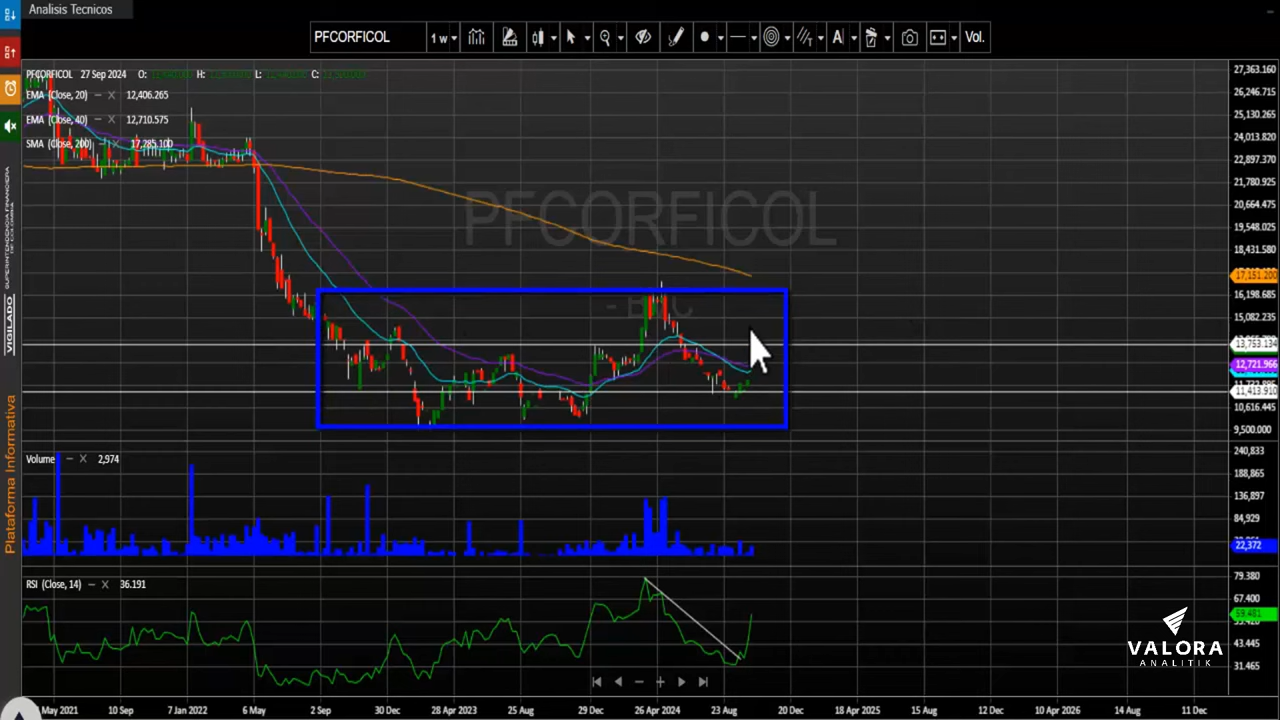 Analisis Tecnicos
PFCORFICOL 1 w Vol.
PFCORFICOL 27 Sep 2024 O: H: L: C:
EMA (Close, 20) – X 12,406.265
EMA (Close, 40) – X 12,710.575
SMA (Close, 200) – X 17,285.100
PFCORFICOL
27,363.160
26,246.715
25,130.265
24,013.820
22,897.370
21,780.925
20,664.475
19,548.025
18,431.580
17,151.200
16,198.685
15,082.235
13,753.134
12,721.966
11,413.910
10,616.445
9,500.000
Volume – X 2,974
240,833
188,865
136,897
84,929
22,372
RSI (Close, 14) – X 36.191
79.380
67.400
59.481
43.445
31.465
May 2021 10 Sep 7 Jan 2022 6 May 2 Sep 30 Dec 28 Apr 2023 25 Aug 29 Dec 26 Apr 2024 23 Aug 20 Dec 18 Apr 2025 15 Aug 12 Dec 10 Apr 2026 14 Aug 11 Dec
VIGILADO SUPERINTENDENCIA FINANCIERA DE COLOMBIA
Plataforma Informativa
VALORA
ANALITIK